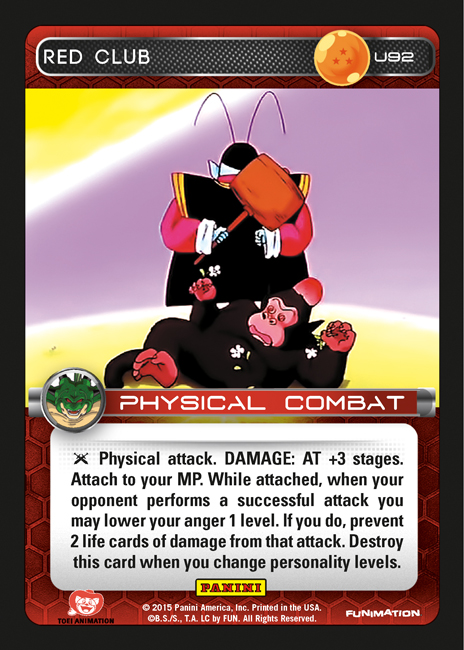 RED CLUB U92
PHYSICAL COMBAT
Physical attack. DAMAGE: AT +3 stages.
Attach to your MP. While attached, when your
opponent performs a successful attack you
may lower your anger 1 level. If you do, prevent
2 life cards of damage from that attack. Destroy
this card when you change personality levels.
PANINI
© 2015 Panini America, Inc. Printed in the USA.
©B.S./S., T.A. LC by FUN. All Rights Reserved.
TOEI ANIMATION
FUNIMATION